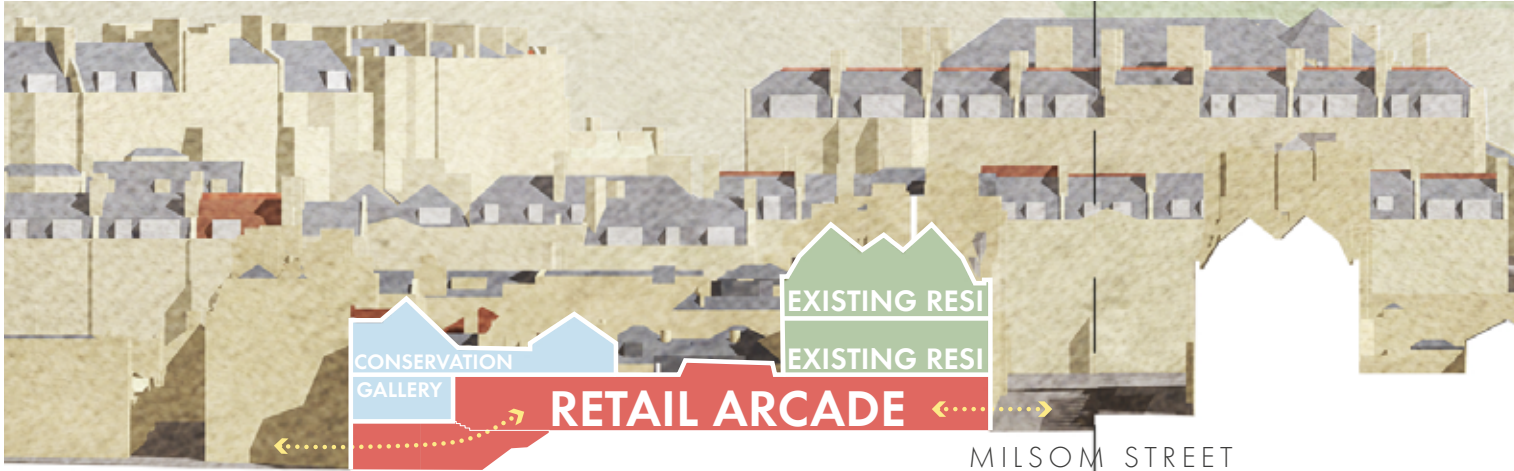 EXISTING RESI
EXISTING RESI
CONSERVATION
GALLERY
RETAIL ARCADE
MILSOM STREET